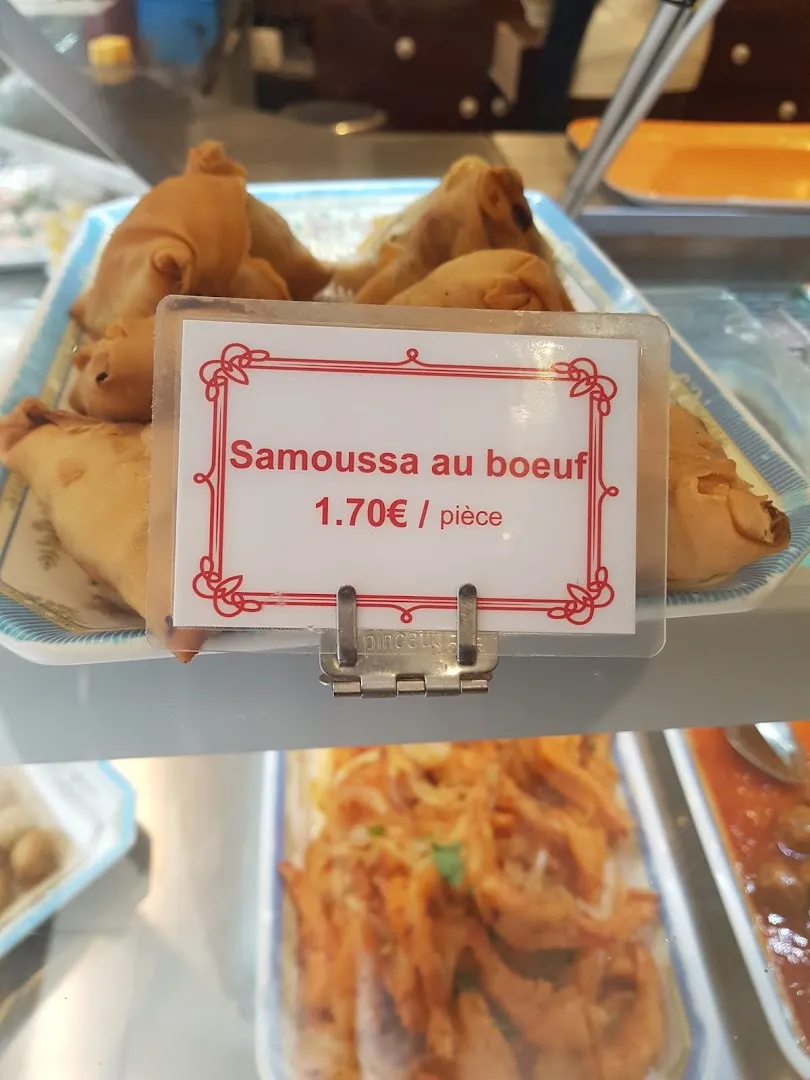 Samoussa au boeuf
1.70€ / pièce